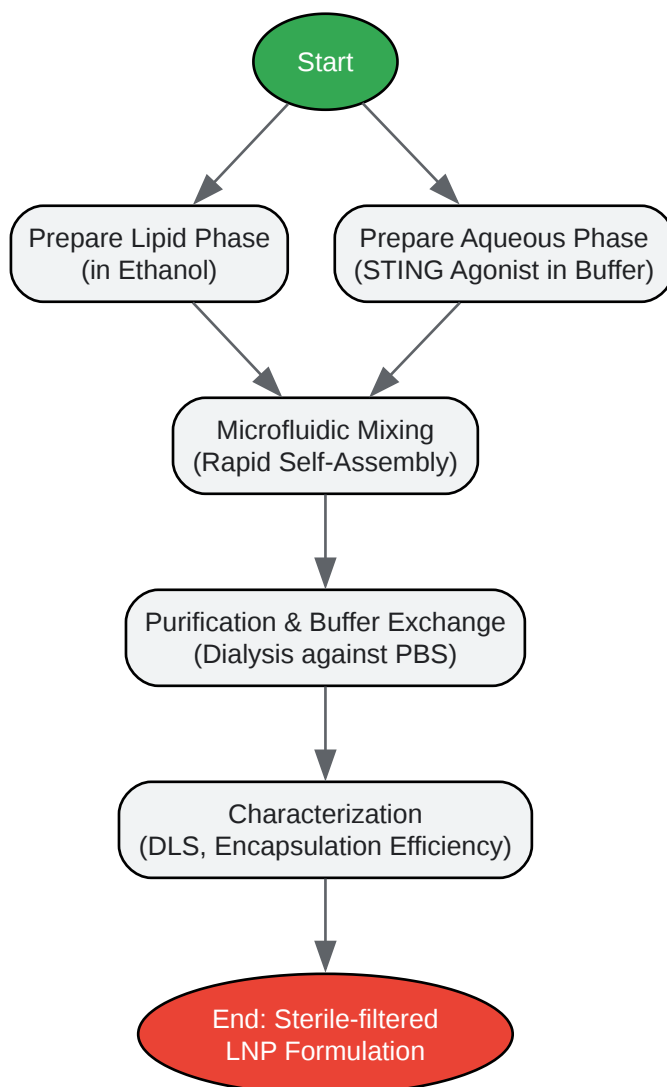 Start
Prepare Lipid Phase
(in Ethanol)
Prepare Aqueous Phase
(STING Agonist in Buffer)
Microfluidic Mixing
(Rapid Self-Assembly)
Purification & Buffer Exchange
(Dialysis against PBS)
Characterization
(DLS, Encapsulation Efficiency)
End: Sterile-filtered
LNP Formulation